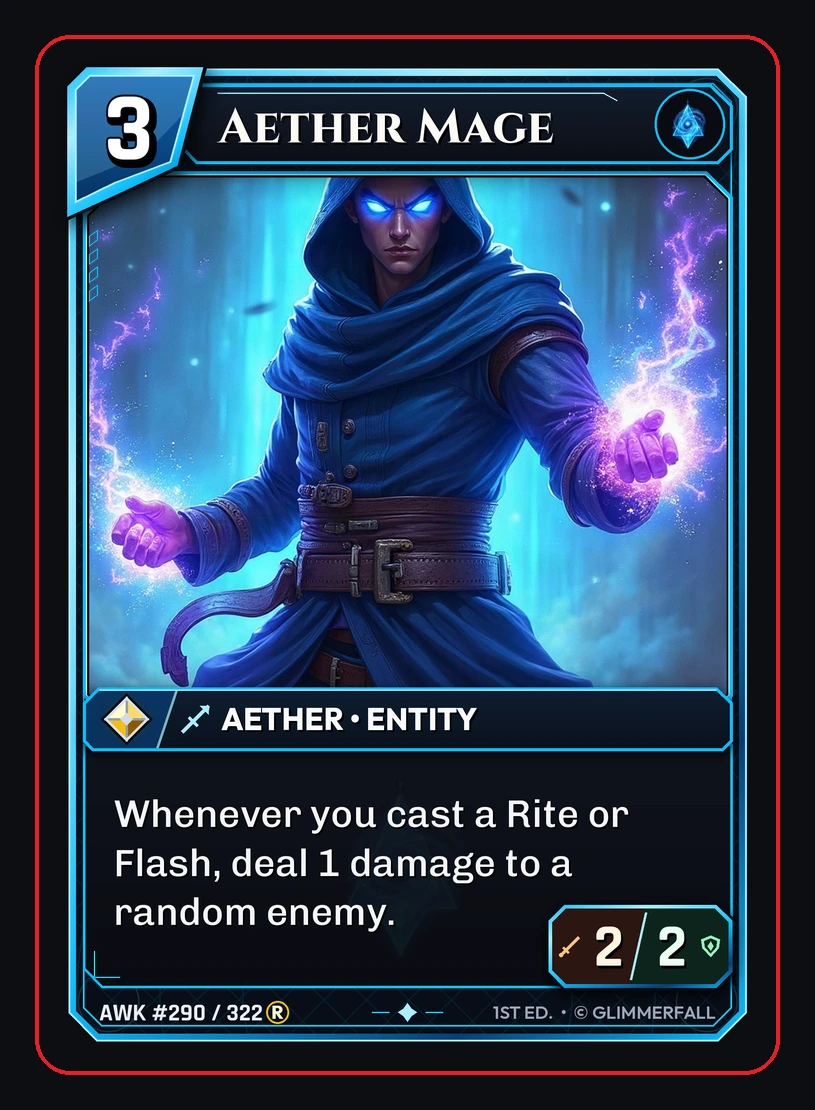 3
AETHER MAGE
AETHER • ENTITY
Whenever you cast a Rite or
Flash, deal 1 damage to a
random enemy.
2 / 2
AWK #290 / 322 R
1ST ED. • © GLIMMERFALL